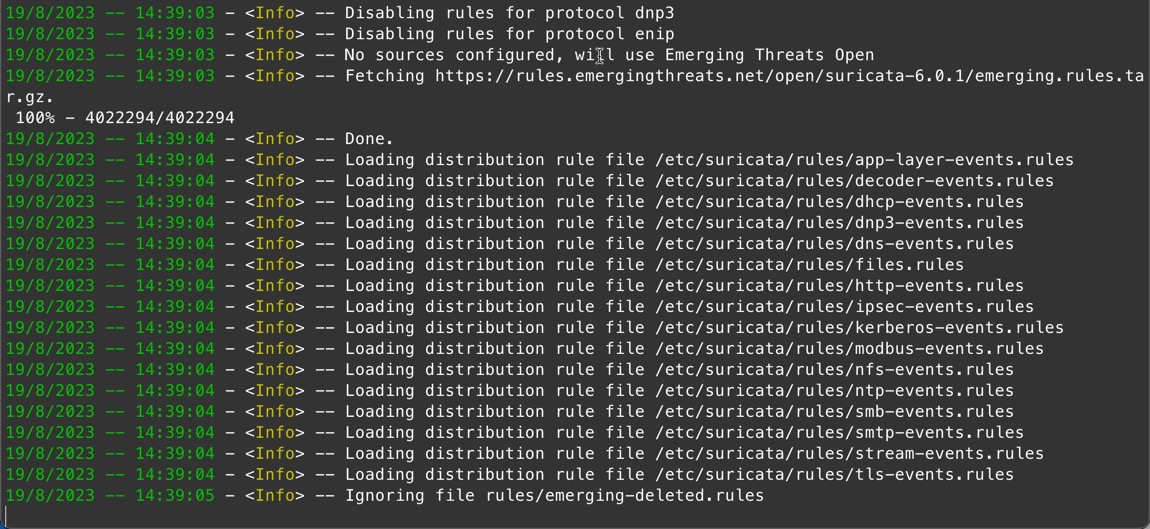 19/8/2023 -- 14:39:03 - <Info> -- Disabling rules for protocol dnp3
19/8/2023 -- 14:39:03 - <Info> -- Disabling rules for protocol enip
19/8/2023 -- 14:39:03 - <Info> -- No sources configured, will use Emerging Threats Open
19/8/2023 -- 14:39:03 - <Info> -- Fetching https://rules.emergingthreats.net/open/suricata-6.0.1/emerging.rules.ta
r.gz.
100% - 4022294/4022294
19/8/2023 -- 14:39:04 - <Info> -- Done.
19/8/2023 -- 14:39:04 - <Info> -- Loading distribution rule file /etc/suricata/rules/app-layer-events.rules
19/8/2023 -- 14:39:04 - <Info> -- Loading distribution rule file /etc/suricata/rules/decoder-events.rules
19/8/2023 -- 14:39:04 - <Info> -- Loading distribution rule file /etc/suricata/rules/dhcp-events.rules
19/8/2023 -- 14:39:04 - <Info> -- Loading distribution rule file /etc/suricata/rules/dnp3-events.rules
19/8/2023 -- 14:39:04 - <Info> -- Loading distribution rule file /etc/suricata/rules/dns-events.rules
19/8/2023 -- 14:39:04 - <Info> -- Loading distribution rule file /etc/suricata/rules/files.rules
19/8/2023 -- 14:39:04 - <Info> -- Loading distribution rule file /etc/suricata/rules/http-events.rules
19/8/2023 -- 14:39:04 - <Info> -- Loading distribution rule file /etc/suricata/rules/ipsec-events.rules
19/8/2023 -- 14:39:04 - <Info> -- Loading distribution rule file /etc/suricata/rules/kerberos-events.rules
19/8/2023 -- 14:39:04 - <Info> -- Loading distribution rule file /etc/suricata/rules/modbus-events.rules
19/8/2023 -- 14:39:04 - <Info> -- Loading distribution rule file /etc/suricata/rules/nfs-events.rules
19/8/2023 -- 14:39:04 - <Info> -- Loading distribution rule file /etc/suricata/rules/ntp-events.rules
19/8/2023 -- 14:39:04 - <Info> -- Loading distribution rule file /etc/suricata/rules/smb-events.rules
19/8/2023 -- 14:39:04 - <Info> -- Loading distribution rule file /etc/suricata/rules/smtp-events.rules
19/8/2023 -- 14:39:04 - <Info> -- Loading distribution rule file /etc/suricata/rules/stream-events.rules
19/8/2023 -- 14:39:04 - <Info> -- Loading distribution rule file /etc/suricata/rules/tls-events.rules
19/8/2023 -- 14:39:05 - <Info> -- Ignoring file rules/emerging-deleted.rules